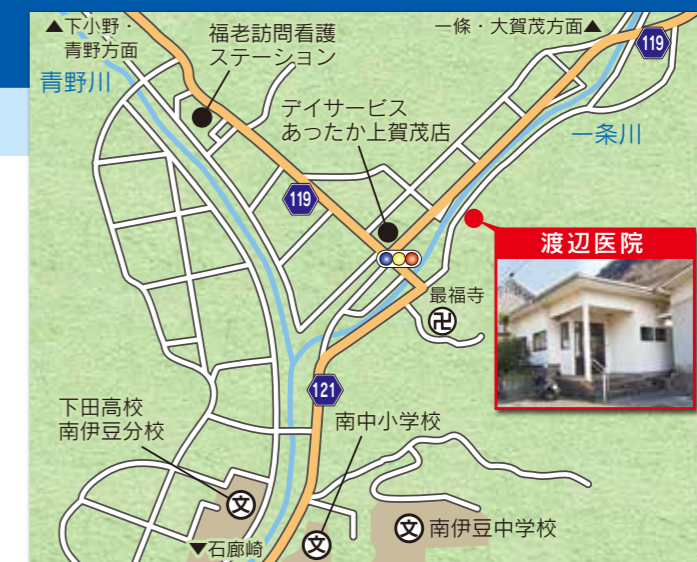 ▲下小野・
青野方面
青野川
福老訪問看護
ステーション
一條・大賀茂方面▲
119
デイサービス
あったか上賀茂店
一条川
119
渡辺医院
最福寺
卍
121
下田高校
南伊豆分校
南中小学校
文
文
文 南伊豆中学校
▼石廊崎